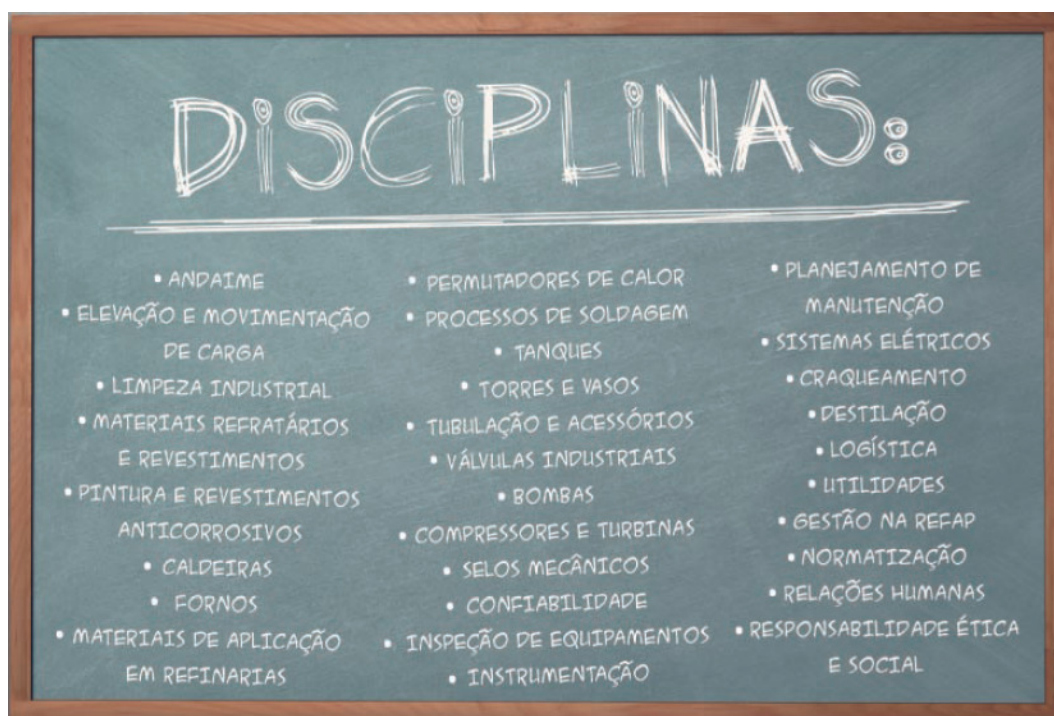 DISCIPLINAS:
• ANDAIME
• ELEVAÇÃO E MOVIMENTAÇÃO
DE CARGA
• LIMPEZA INDUSTRIAL
• MATERIAIS REFRATÁRIOS
E REVESTIMENTOS
• PINTURA E REVESTIMENTOS
ANTICORROSIVOS
• CALDEIRAS
• FORNOS
• MATERIAIS DE APLICAÇÃO
EM REFINARIAS
• PERMUTADORES DE CALOR
• PROCESSOS DE SOLDAGEM
• TANQUES
• TORRES E VASOS
• TUBULAÇÃO E ACESSÓRIOS
• VÁLVULAS INDUSTRIAIS
• BOMBAS
• COMPRESSORES E TURBINAS
• SELOS MECÂNICOS
• CONFIABILIDADE
• INSPEÇÃO DE EQUIPAMENTOS
• INSTRUMENTAÇÃO
• PLANEJAMENTO DE
MANUTENÇÃO
• SISTEMAS ELÉTRICOS
• CRAQUEAMENTO
• DESTILAÇÃO
• LOGÍSTICA
• UTILIDADES
• GESTÃO NA REFAP
• NORMATIZAÇÃO
• RELAÇÕES HUMANAS
• RESPONSABILIDADE ÉTICA
E SOCIAL